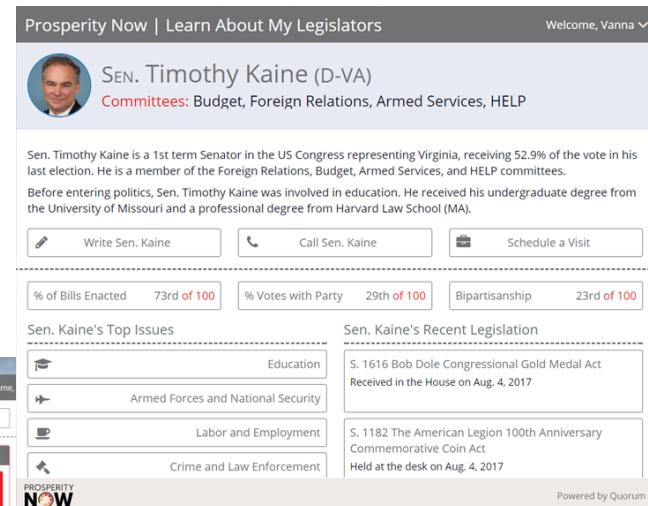 Prosperity Now | Learn About My Legislators
Welcome, Vanna
SEN. Timothy Kaine (D-VA)
Committees: Budget, Foreign Relations, Armed Services, HELP
Sen. Timothy Kaine is a 1st term Senator in the US Congress representing Virginia, receiving 52.9% of the vote in his
last election. He is a member of the Foreign Relations, Budget, Armed Services, and HELP committees.
Before entering politics, Sen. Timothy Kaine was involved in education. He received his undergraduate degree from
the University of Missouri and a professional degree from Harvard Law School (MA).
Write Sen. Kaine
Call Sen. Kaine
Schedule a Visit
% of Bills Enacted 73rd of 100
% Votes with Party 29th of 100
Bipartisanship 23rd of 100
Sen. Kaine's Top Issues
Education
Armed Forces and National Security
Labor and Employment
Crime and Law Enforcement
Sen. Kaine's Recent Legislation
S. 1616 Bob Dole Congressional Gold Medal Act
Received in the House on Aug. 4, 2017
S. 1182 The American Legion 100th Anniversary
Commemorative Coin Act
Held at the desk on Aug. 4, 2017
PROSPERITY
NOW
Powered by Quorum